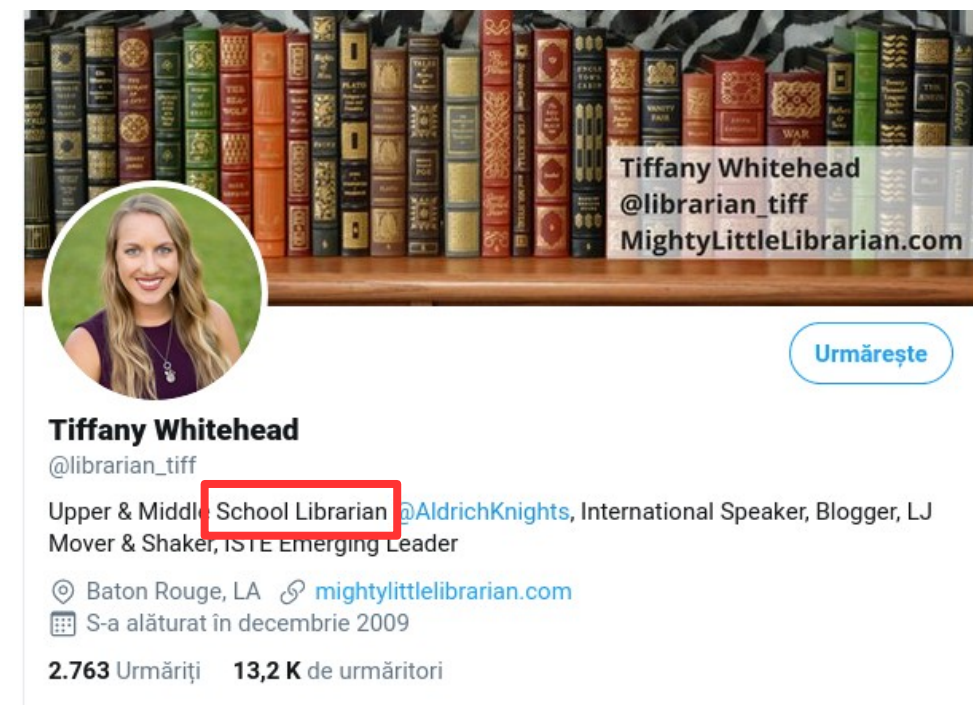 Tiffany Whitehead
@librarian_tiff
MightyLittleLibrarian.com
Urmărește
Tiffany Whitehead
@librarian_tiff
Upper & Middle School Librarian @AldrichKnights, International Speaker, Blogger, LJ
Mover & Shaker, ISTE Emerging Leader
Baton Rouge, LA mightylittlelibrarian.com
S-a alăturat în decembrie 2009
2.763 Urmăriți 13,2 K de urmăritori